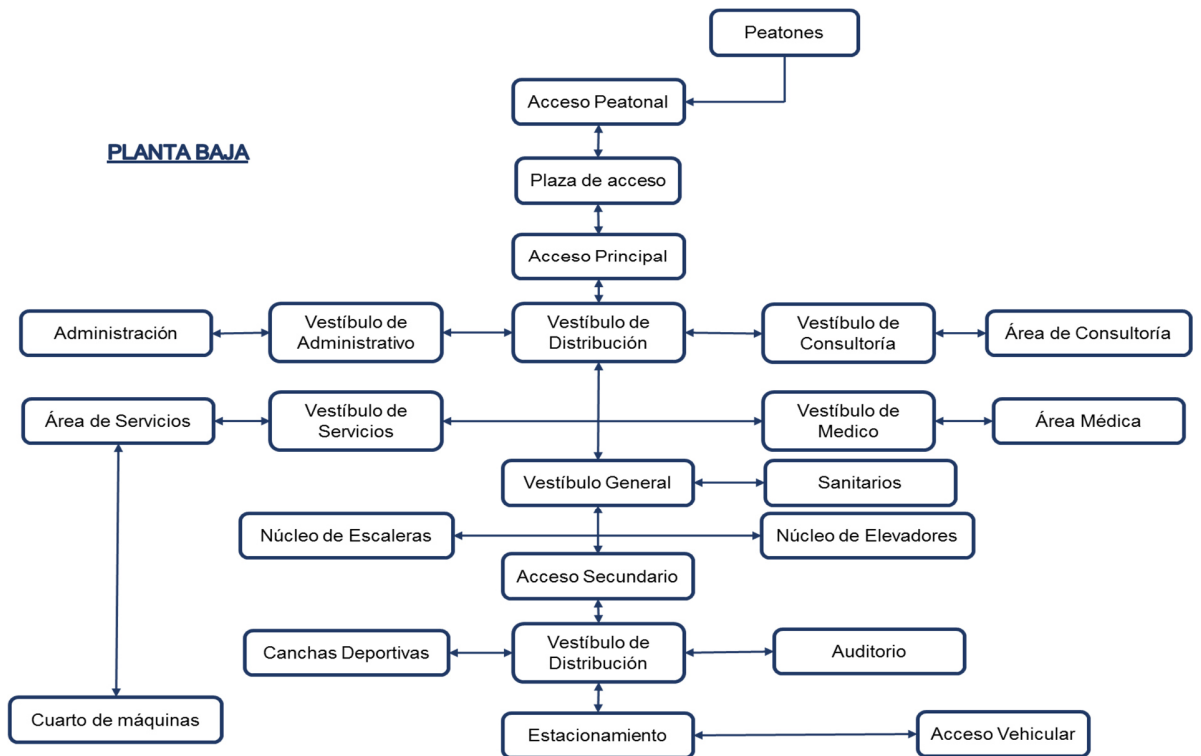 Peatones
Acceso Peatonal
PLANTA BAJA
Plaza de acceso
Acceso Principal
Administración
Vestíbulo de
Administrativo
Vestíbulo de
Distribución
Vestíbulo de
Consultoría
Área de Consultoría
Área de Servicios
Vestíbulo de
Servicios
Vestíbulo de
Medico
Área Médica
Vestíbulo General
Sanitarios
Núcleo de Escaleras
Núcleo de Elevadores
Acceso Secundario
Canchas Deportivas
Vestíbulo de
Distribución
Auditorio
Cuarto de máquinas
Estacionamiento
Acceso Vehicular